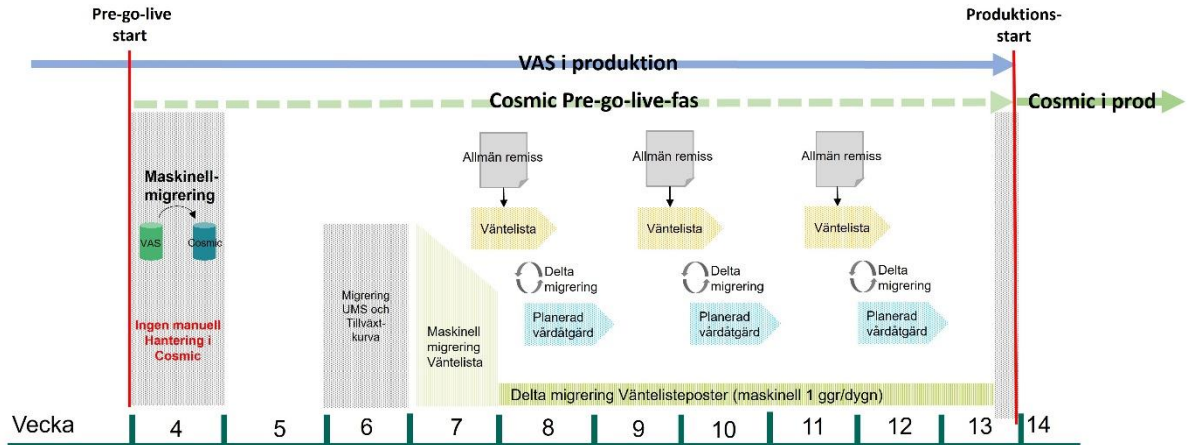 Pre-go-live
start
Produktions-
start
VAS i produktion
Cosmic Pre-go-live-fas
Cosmic i prod
Maskinell-
migrering
VAS
Cosmic
Ingen manuell
Hantering i
Cosmic
Migrering
UMS och
Tillväxt-
kurva
Maskinell
migrering
Väntelista
Allmän remiss
Väntelista
Delta
migrering
Planerad
vårdåtgärd
Allmän remiss
Väntelista
Delta
migrering
Planerad
vårdåtgärd
Allmän remiss
Väntelista
Delta
migrering
Planerad
vårdåtgärd
Delta migrering Väntelisteposter (maskinell 1 ggr/dygn)
Vecka 4 5 6 7 8 9 10 11 12 13 14